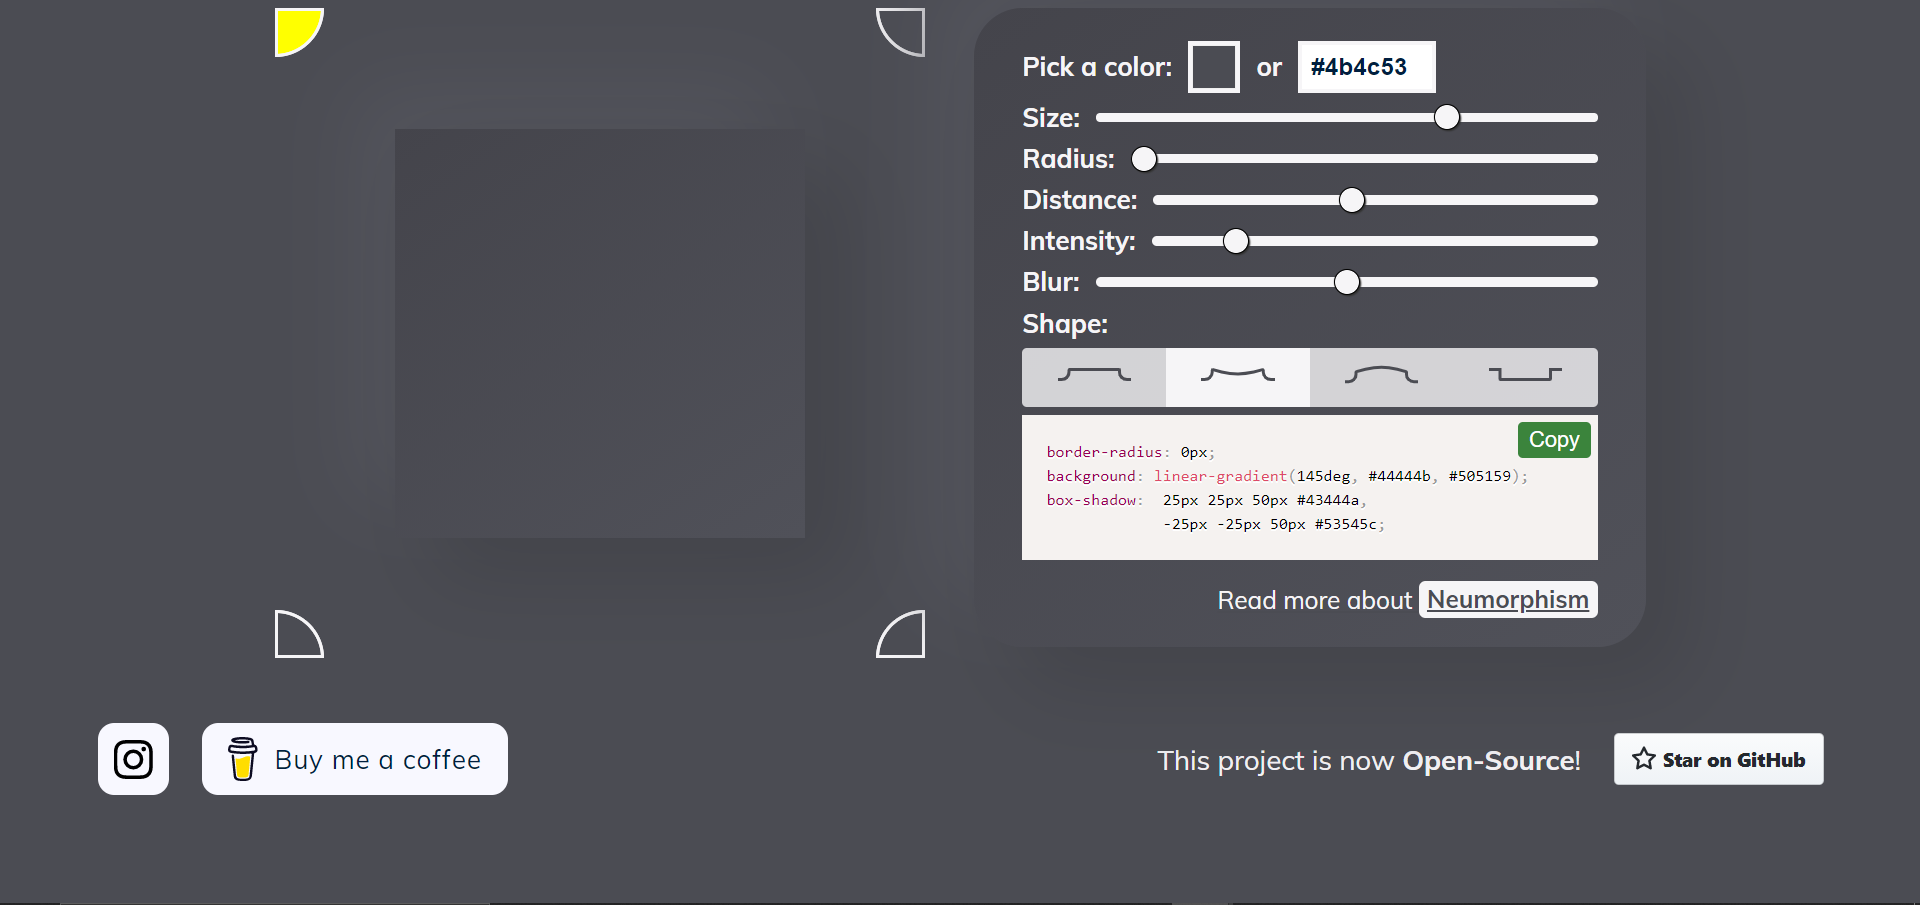 Pick a color: or #4b4c53
Size:
Radius:
Distance:
Intensity:
Blur:
Shape:
Copy
border-radius: 0px;
background: linear-gradient(145deg, #44444b, #505159);
box-shadow: 25px 25px 50px #43444a,
-25px -25px 50px #53545c;
Read more about Neumorphism
Buy me a coffee
This project is now Open-Source!
Star on GitHub